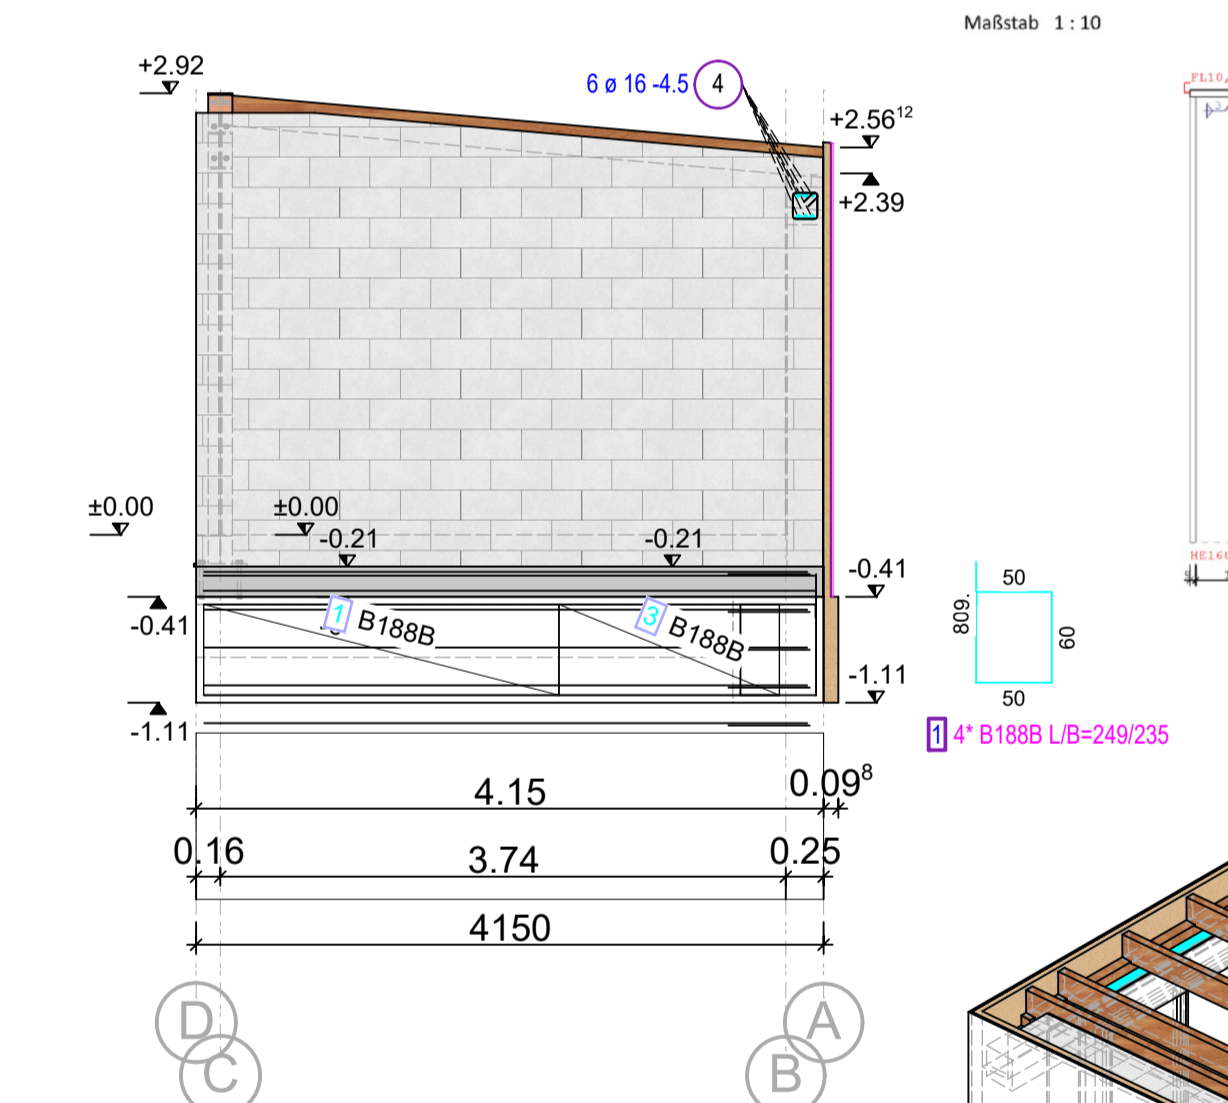 Maßstab 1 : 10
+2.92
6 ø 16 -4.5 4
FL10,
+2.56¹²
+2.39
±0.00
±0.00
-0.21
-0.21
-0.41
-0.41
1 B188B
3 B188B
-1.11
-1.11
50
809.
60
50
HE160
1 4* B188B L/B=249/235
4.15
0.09⁸
0.16
3.74
0.25
4150
D
A
C
B